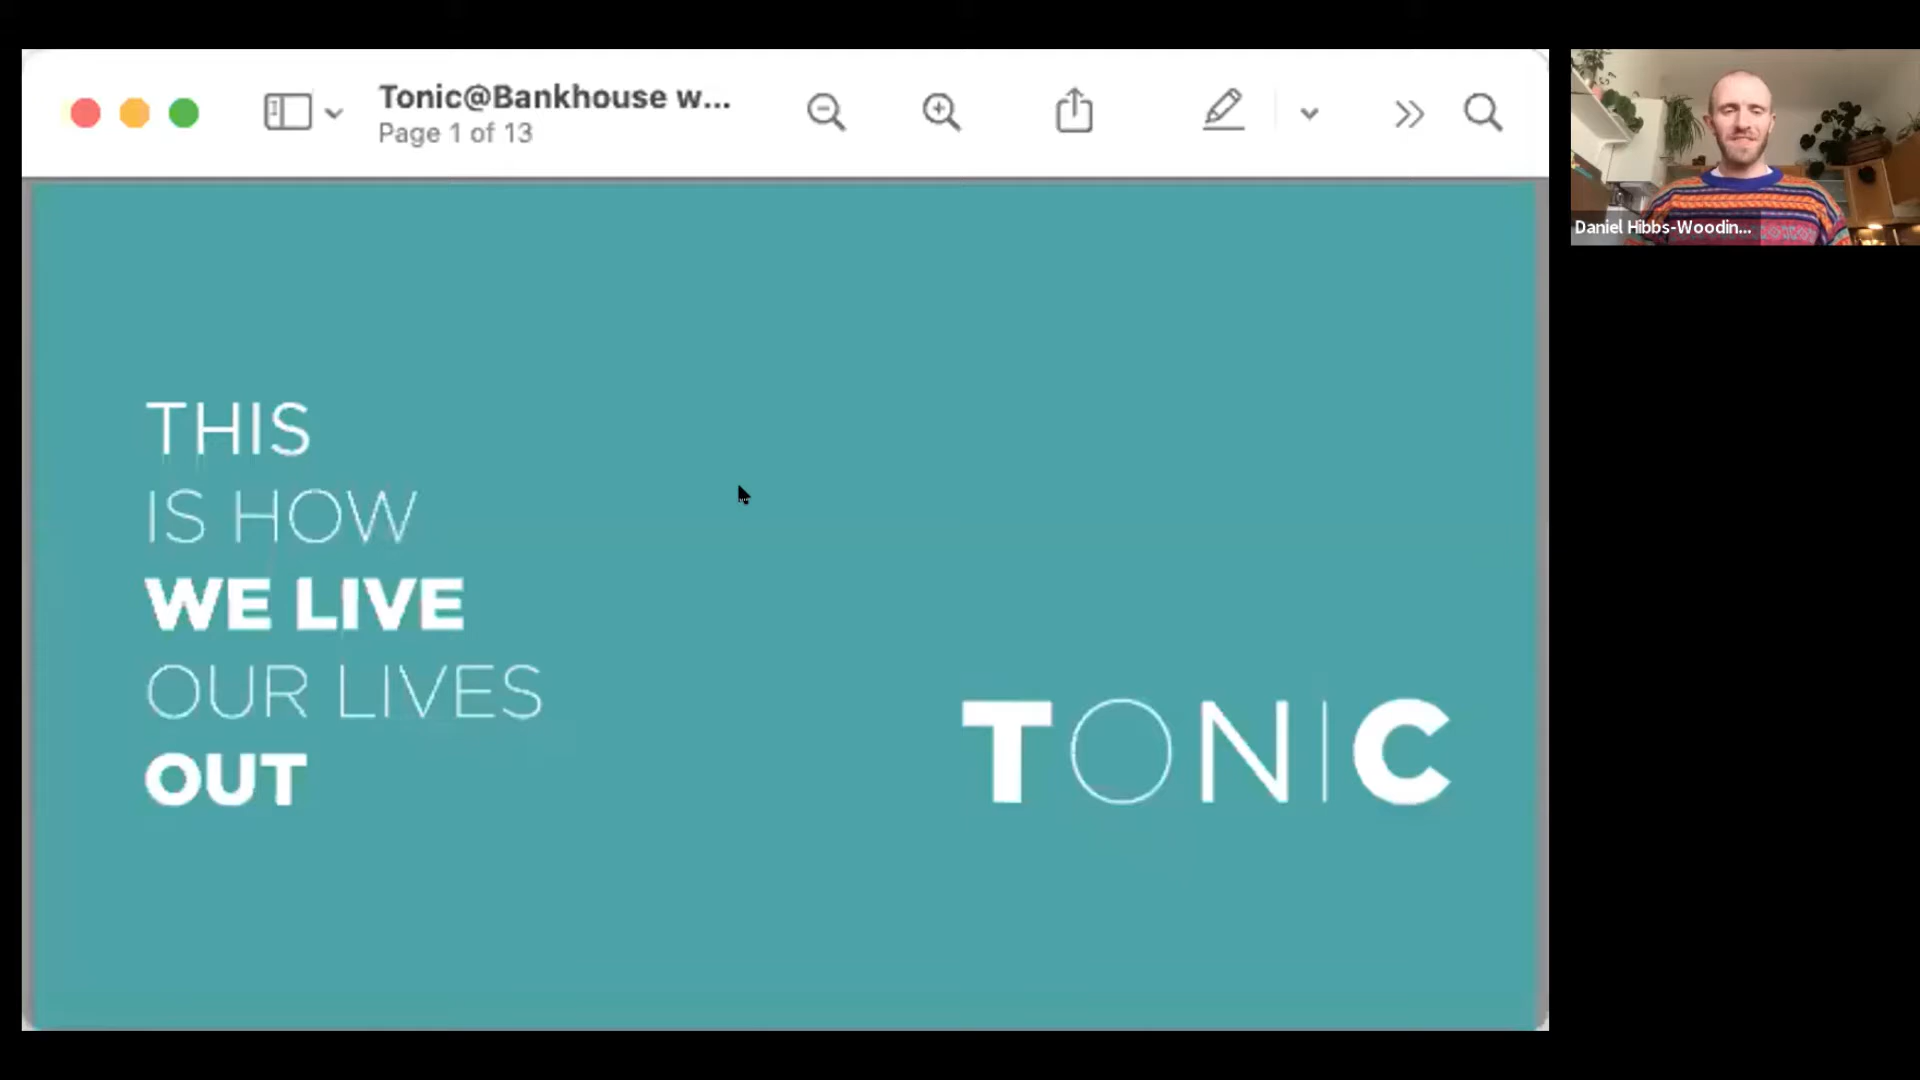 Tonic@Bankhouse w...
Page 1 of 13
THIS
IS HOW
WE LIVE
OUR LIVES
OUT
TONIC
Daniel Hibbs-Woodin...